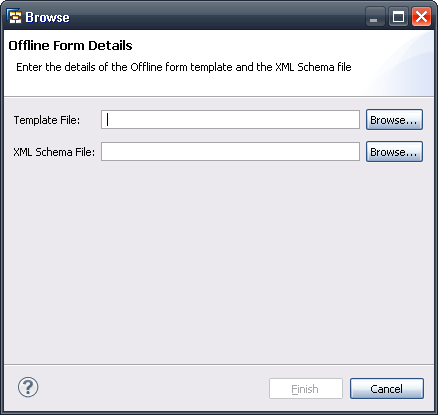 Browse
Offline Form Details
Enter the details of the Offline form template and the XML Schema file
Template File:
Browse...
XML Schema File:
Browse...
?
Finish
Cancel